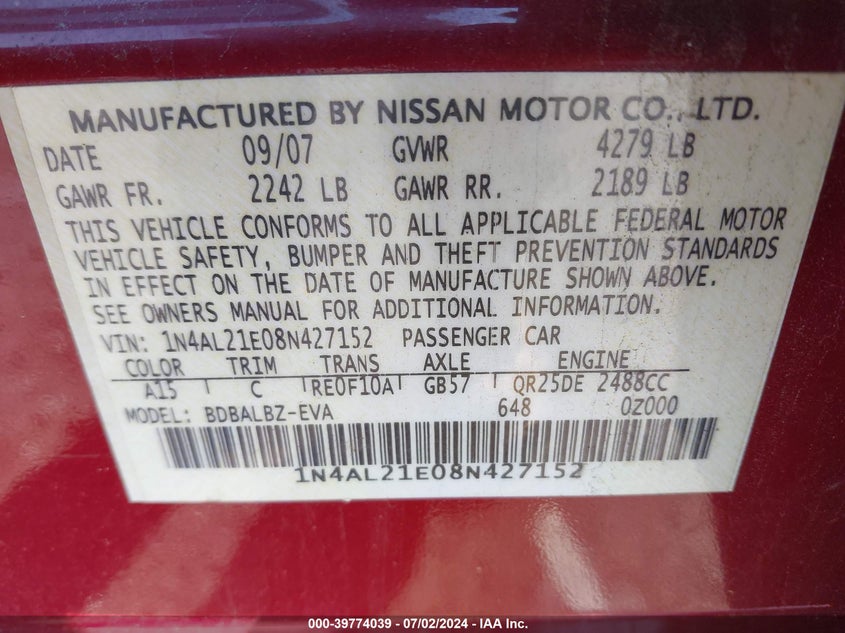 MANUFACTURED BY NISSAN MOTOR CO., LTD.
DATE 09/07 GVWR 4279 LB
GAWR FR. 2242 LB GAWR RR. 2189 LB
THIS VEHICLE CONFORMS TO ALL APPLICABLE FEDERAL MOTOR
VEHICLE SAFETY, BUMPER AND THEFT PREVENTION STANDARDS
IN EFFECT ON THE DATE OF MANUFACTURE SHOWN ABOVE.
SEE OWNERS MANUAL FOR ADDITIONAL INFORMATION.
VIN: 1N4AL21E08N427152 PASSENGER CAR
COLOR TRIM TRANS AXLE ENGINE
A15 C RE0F10A GB57 QR25DE 2488CC
MODEL: BDBALBZ-EVA 648 0Z000
1N4AL21E08N427152
000-39774039 - 07/02/2024 - IAA Inc.